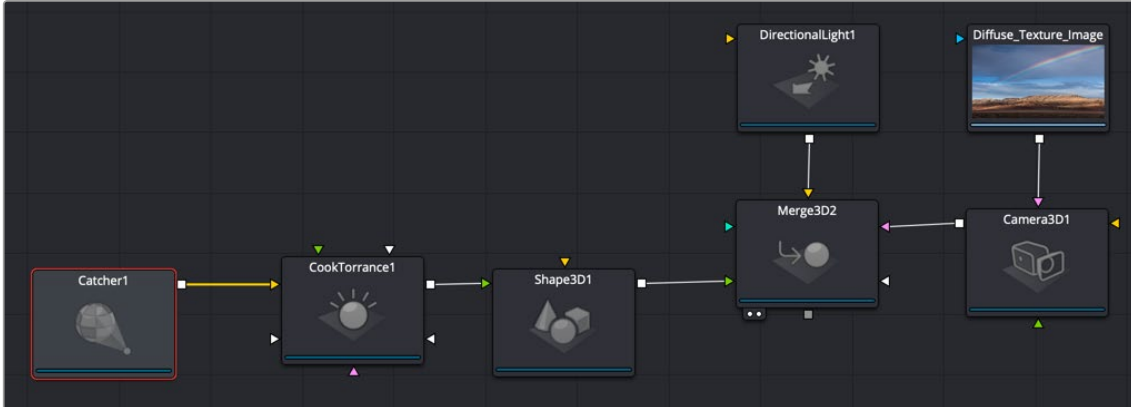 DirectionalLight1
Diffuse_Texture_Image
Merge3D2
Camera3D1
CookTorrance1
Catcher1
Shape3D1